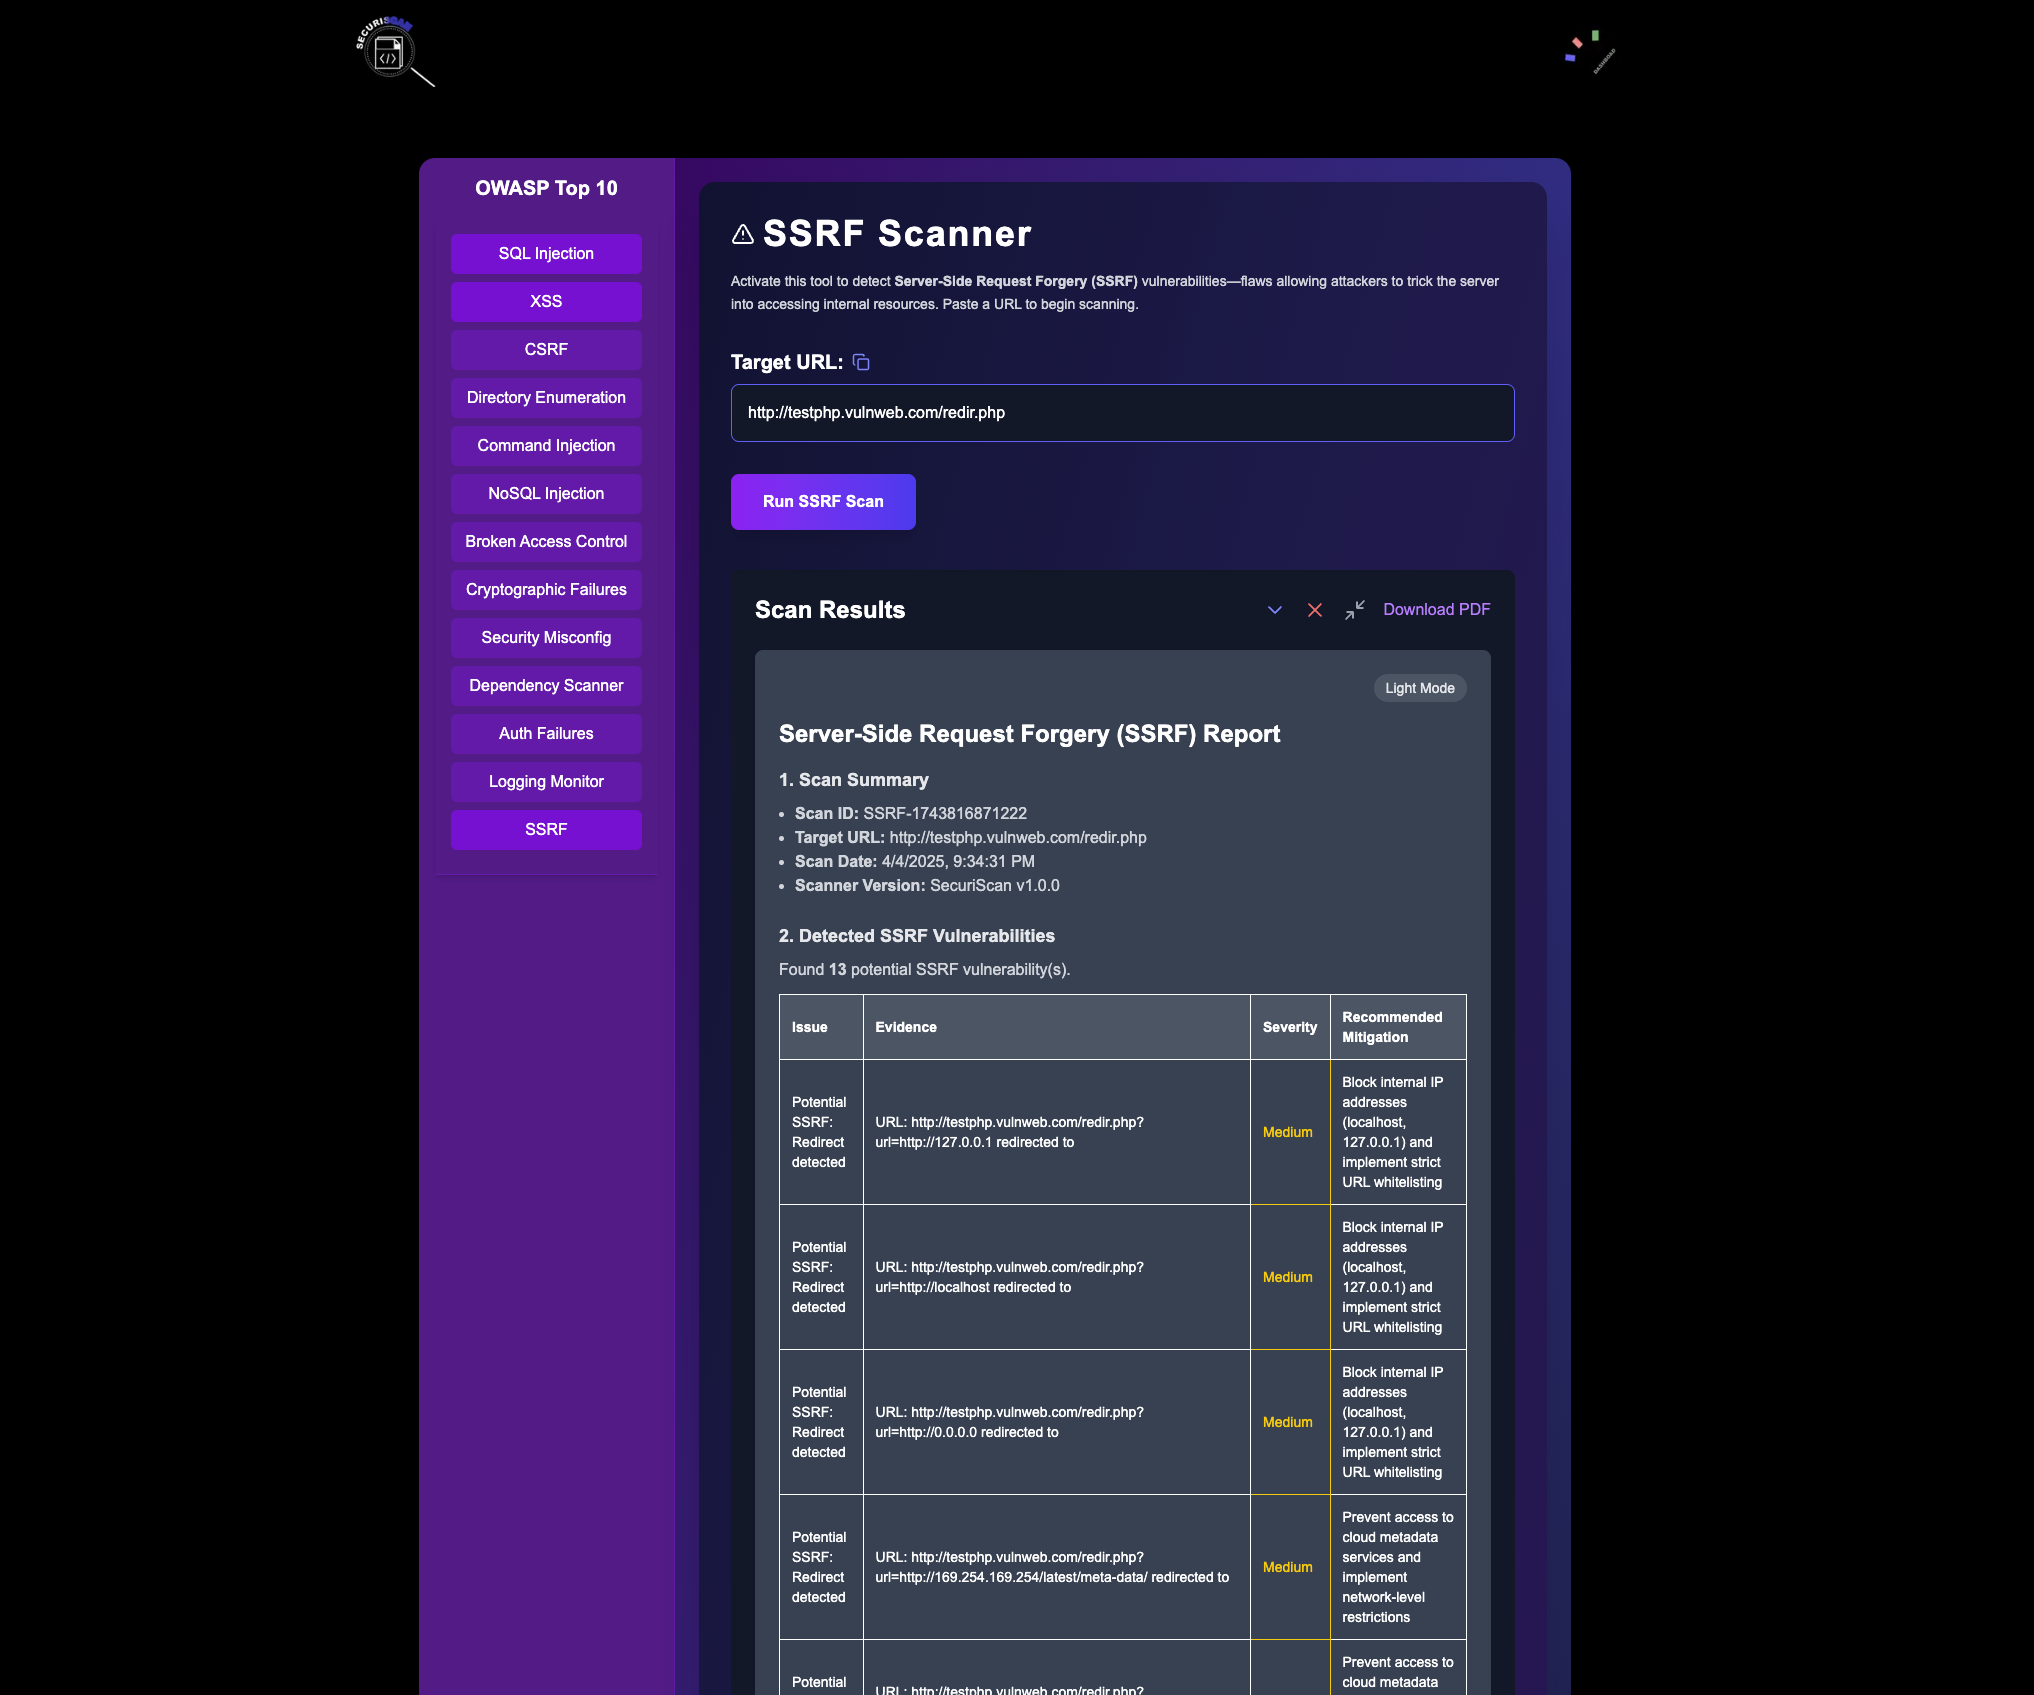 SECURISCAN
</>
DASHBOARD
OWASP Top 10
SQL Injection
XSS
CSRF
Directory Enumeration
Command Injection
NoSQL Injection
Broken Access Control
Cryptographic Failures
Security Misconfig
Dependency Scanner
Auth Failures
Logging Monitor
SSRF
SSRF Scanner
Activate this tool to detect Server-Side Request Forgery (SSRF) vulnerabilities—flaws allowing attackers to trick the server
into accessing internal resources. Paste a URL to begin scanning.
Target URL:
http://testphp.vulnweb.com/redir.php
Run SSRF Scan
Scan Results
Download PDF
Light Mode
Server-Side Request Forgery (SSRF) Report
1. Scan Summary
• Scan ID: SSRF-1743816871222
• Target URL: http://testphp.vulnweb.com/redir.php
• Scan Date: 4/4/2025, 9:34:31 PM
• Scanner Version: SecuriScan v1.0.0
2. Detected SSRF Vulnerabilities
Found 13 potential SSRF vulnerability(s).
Issue
Evidence
Severity
Recommended
Mitigation
Potential
SSRF:
Redirect
detected
URL: http://testphp.vulnweb.com/redir.php?
url=http://127.0.0.1 redirected to
Medium
Block internal IP
addresses
(localhost,
127.0.0.1) and
implement strict
URL whitelisting
Potential
SSRF:
Redirect
detected
URL: http://testphp.vulnweb.com/redir.php?
url=http://localhost redirected to
Medium
Block internal IP
addresses
(localhost,
127.0.0.1) and
implement strict
URL whitelisting
Potential
SSRF:
Redirect
detected
URL: http://testphp.vulnweb.com/redir.php?
url=http://0.0.0.0 redirected to
Medium
Block internal IP
addresses
(localhost,
127.0.0.1) and
implement strict
URL whitelisting
Potential
SSRF:
Redirect
detected
URL: http://testphp.vulnweb.com/redir.php?
url=http://169.254.169.254/latest/meta-data/ redirected to
Medium
Prevent access to
cloud metadata
services and
implement
network-level
restrictions
Potential
URL: http://testphp.vulnweb.com/redir.php?
Prevent access to
cloud metadata